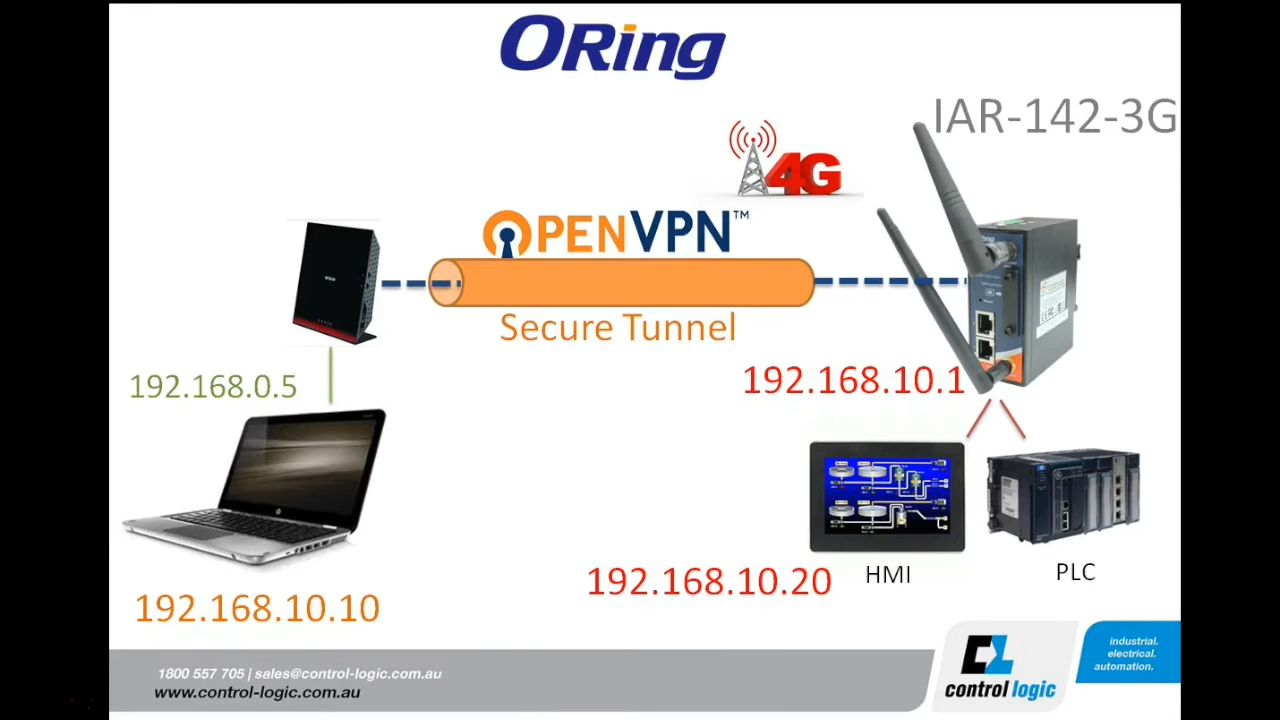 ORing
IAR-142-3G
4G
OPENVPN™
Secure Tunnel
192.168.0.5
192.168.10.1
192.168.10.20
HMI
PLC
192.168.10.10
1800 557 705 | sales@control-logic.com.au
www.control-logic.com.au
control logic
industrial.
electrical.
automation.